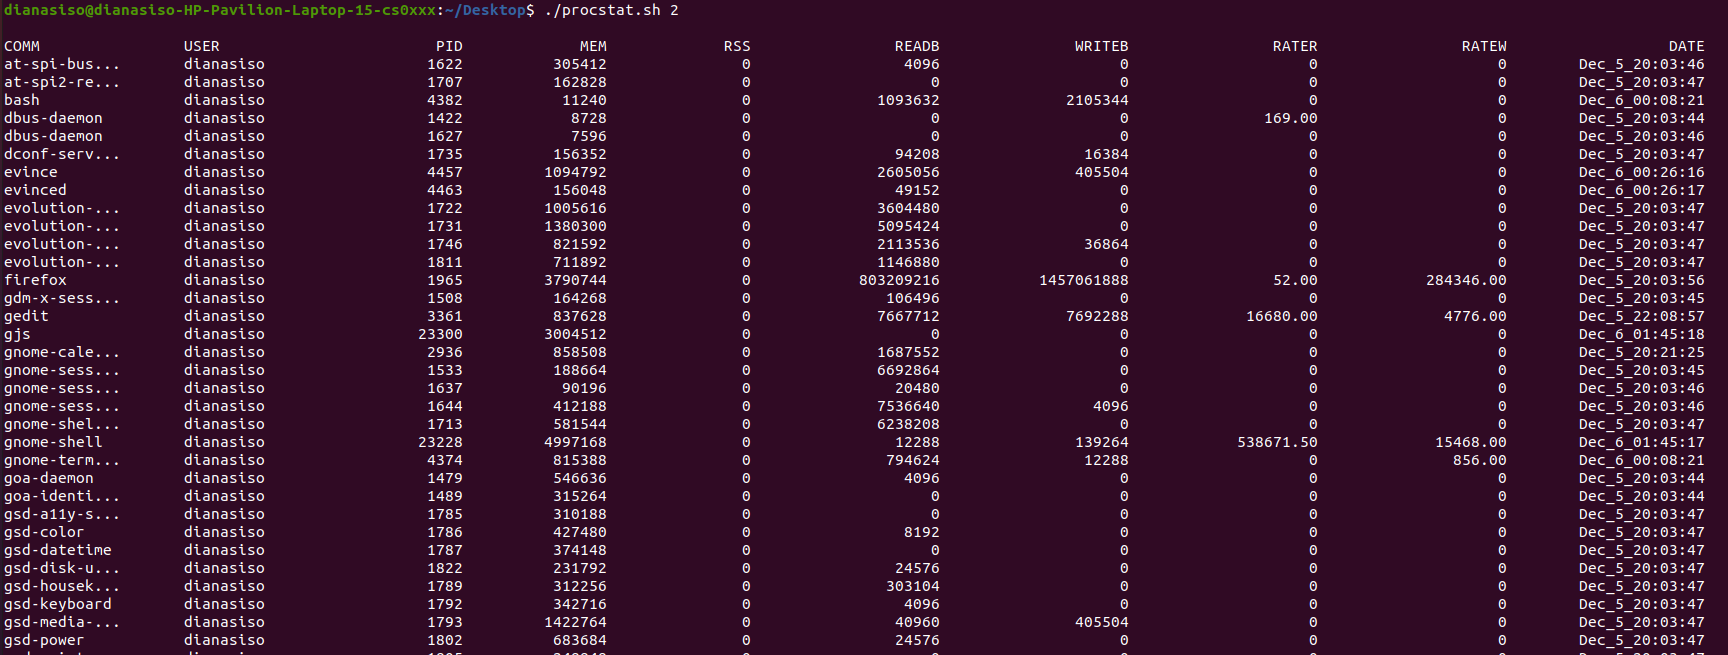 dianasiso@dianasiso-HP-Pavilion-Laptop-15-cs0xxx:~/Desktop$ ./procstat.sh 2
COMM USER PID MEM RSS READB WRITEB RATER RATEW DATE
at-spi-bus... dianasiso 1622 305412 0 4096 0 0 0 Dec_5_20:03:46
at-spi2-re... dianasiso 1707 162828 0 0 0 0 0 Dec_5_20:03:47
bash dianasiso 4382 11240 0 1093632 2105344 0 0 Dec_6_00:08:21
dbus-daemon dianasiso 1422 8728 0 0 0 169.00 0 Dec_5_20:03:44
dbus-daemon dianasiso 1627 7596 0 0 0 0 0 Dec_5_20:03:46
dconf-serv... dianasiso 1735 156352 0 94208 16384 0 0 Dec_5_20:03:47
evince dianasiso 4457 1094792 0 2605056 405504 0 0 Dec_6_00:26:16
evinced dianasiso 4463 156048 0 49152 0 0 0 Dec_6_00:26:17
evolution-... dianasiso 1722 1005616 0 3604480 0 0 0 Dec_5_20:03:47
evolution-... dianasiso 1731 1380300 0 5095424 0 0 0 Dec_5_20:03:47
evolution-... dianasiso 1746 821592 0 2113536 36864 0 0 Dec_5_20:03:47
evolution-... dianasiso 1811 711892 0 1146880 0 0 0 Dec_5_20:03:47
firefox dianasiso 1965 3790744 0 803209216 1457061888 52.00 284346.00 Dec_5_20:03:56
gdm-x-sess... dianasiso 1508 164268 0 106496 0 0 0 Dec_5_20:03:45
gedit dianasiso 3361 837628 0 7667712 7692288 16680.00 4776.00 Dec_5_22:08:57
gjs dianasiso 23300 3004512 0 0 0 0 0 Dec_6_01:45:18
gnome-cale... dianasiso 2936 858508 0 1687552 0 0 0 Dec_5_20:21:25
gnome-sess... dianasiso 1533 188664 0 6692864 0 0 0 Dec_5_20:03:45
gnome-sess... dianasiso 1637 90196 0 20480 0 0 0 Dec_5_20:03:46
gnome-sess... dianasiso 1644 412188 0 7536640 4096 0 0 Dec_5_20:03:46
gnome-shel... dianasiso 1713 581544 0 6238208 0 0 0 Dec_5_20:03:47
gnome-shell dianasiso 23228 4997168 0 12288 139264 538671.50 15468.00 Dec_6_01:45:17
gnome-term... dianasiso 4374 815388 0 794624 12288 0 856.00 Dec_6_00:08:21
goa-daemon dianasiso 1479 546636 0 4096 0 0 0 Dec_5_20:03:44
goa-identi... dianasiso 1489 315264 0 0 0 0 0 Dec_5_20:03:44
gsd-a11y-s... dianasiso 1785 310188 0 0 0 0 0 Dec_5_20:03:47
gsd-color dianasiso 1786 427480 0 8192 0 0 0 Dec_5_20:03:47
gsd-datetime dianasiso 1787 374148 0 0 0 0 0 Dec_5_20:03:47
gsd-disk-u... dianasiso 1822 231792 0 24576 0 0 0 Dec_5_20:03:47
gsd-housek... dianasiso 1789 312256 0 303104 0 0 0 Dec_5_20:03:47
gsd-keyboard dianasiso 1792 342716 0 4096 0 0 0 Dec_5_20:03:47
gsd-media-... dianasiso 1793 1422764 0 40960 405504 0 0 Dec_5_20:03:47
gsd-power dianasiso 1802 683684 0 24576 0 0 0 Dec_5_20:03:47